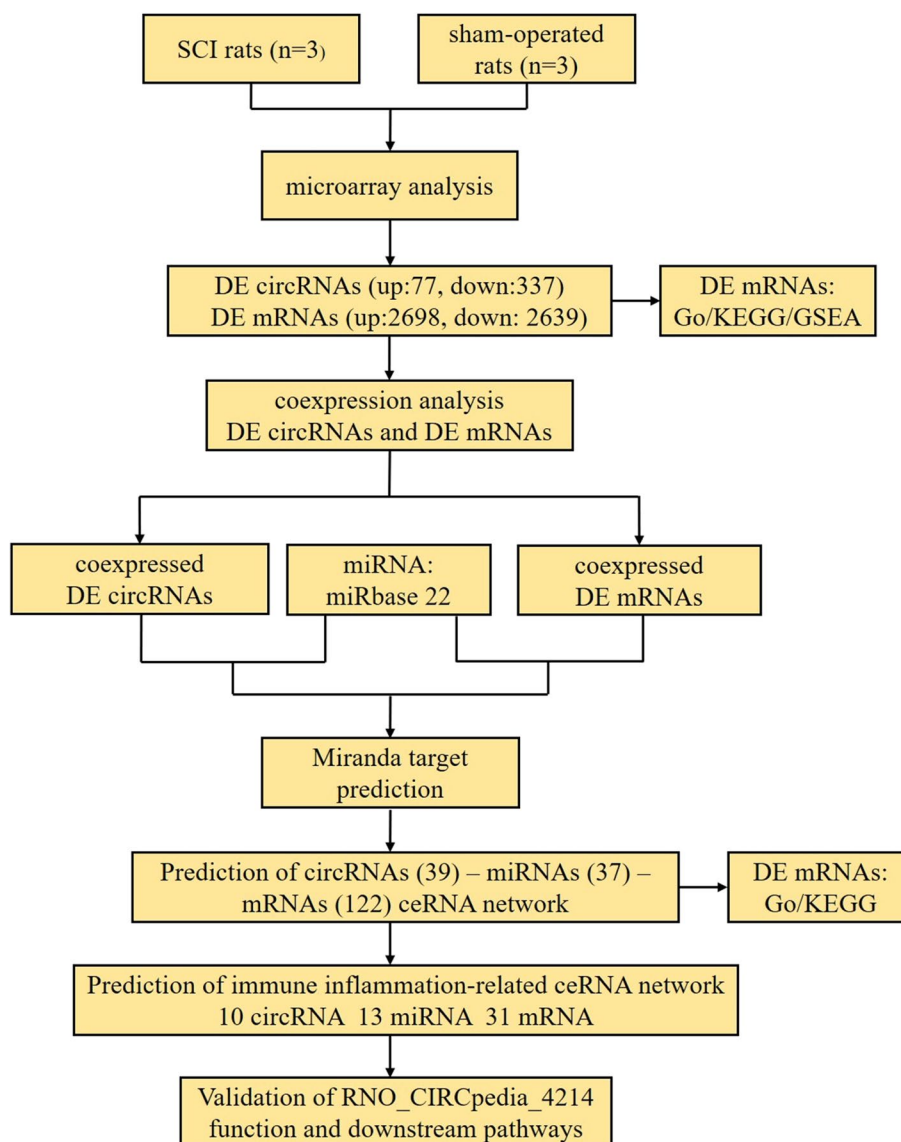 SCI rats (n=3)
sham-operated
rats (n=3)
microarray analysis
DE circRNAs (up:77, down:337)
DE mRNAs (up:2698, down: 2639)
DE mRNAs:
Go/KEGG/GSEA
coexpression analysis
DE circRNAs and DE mRNAs
coexpressed
DE circRNAs
miRNA:
miRbase 22
coexpressed
DE mRNAs
Miranda target
prediction
Prediction of circRNAs (39) – miRNAs (37) –
mRNAs (122) ceRNA network
DE mRNAs:
Go/KEGG
Prediction of immune inflammation-related ceRNA network
10 circRNA 13 miRNA 31 mRNA
Validation of RNO_CIRCpedia_4214
function and downstream pathways